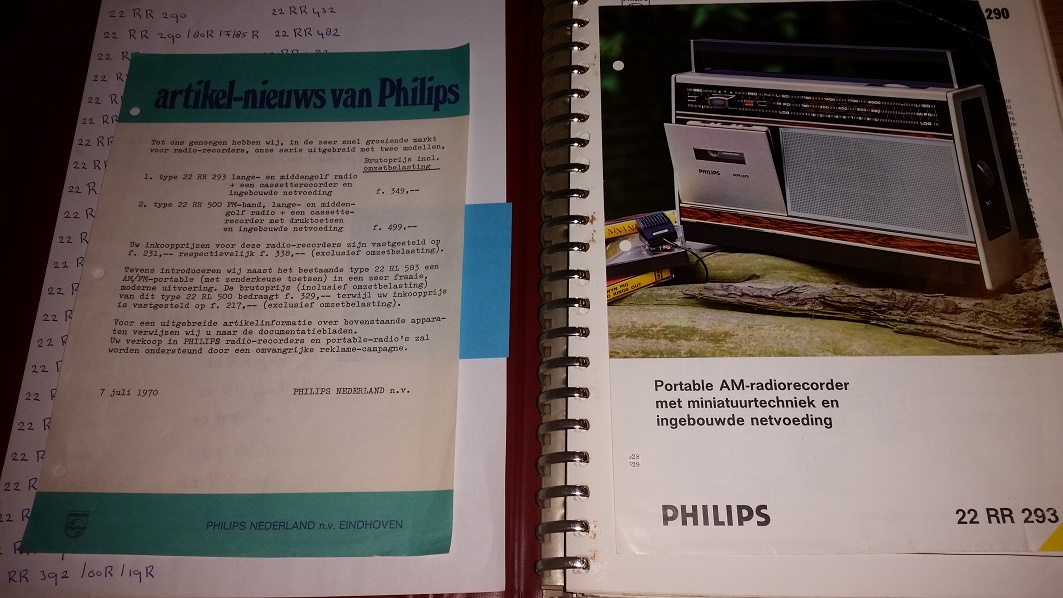 22 RR 290
22 RR 432
22 RR 290 /00R 17/85 R
22 RR 482
artikel-nieuws van Philips
Tot ons genoegen hebben wij, in de zeer snel groeiende markt
voor radio-recorders, onze serie uitgebreid met twee modellen.
Brutoprijs incl.
omzetbelasting
1. type 22 RR 293 lange- en middengolf radio
+ een cassetterecorder en
ingebouwde netvoeding f. 349,--
2. type 22 RR 500 FM-band, lange- en midden-
golf radio + een cassette-
recorder met druktoetsen
en ingebouwde netvoeding f. 499,--
Uw inkoopprijzen voor deze radio-recorders zijn vastgesteld op
f. 231,-- respectievelijk f. 338,-- (exclusief omzetbelasting).
Tevens introduceren wij naast het bestaande type 22 RL 583 een
AM/FM-portable (met zenderkeuze toetsen) in een zeer fraaie,
moderne uitvoering. De brutoprijs (inclusief omzetbelasting)
van dit type 22 RL 500 bedraagt f. 329,-- terwijl uw inkoopprijs
is vastgesteld op f. 217,-- (exclusief omzetbelasting).
Voor een uitgebreide artikelinformatie over bovenstaande appara-
ten verwijzen wij u naar de documentatiebladen.
Uw verkoop in PHILIPS radio-recorders en portable-radio's zal
worden ondersteund door een omvangrijke reklame-campagne.
7 juli 1970 PHILIPS NEDERLAND n.v.
PHILIPS NEDERLAND n.v. EINDHOVEN
RR 392 /00R /19R
290
PHILIPS
NINA SI
Portable AM-radiorecorder
met miniatuurtechniek en
ingebouwde netvoeding
PHILIPS
22 RR 293